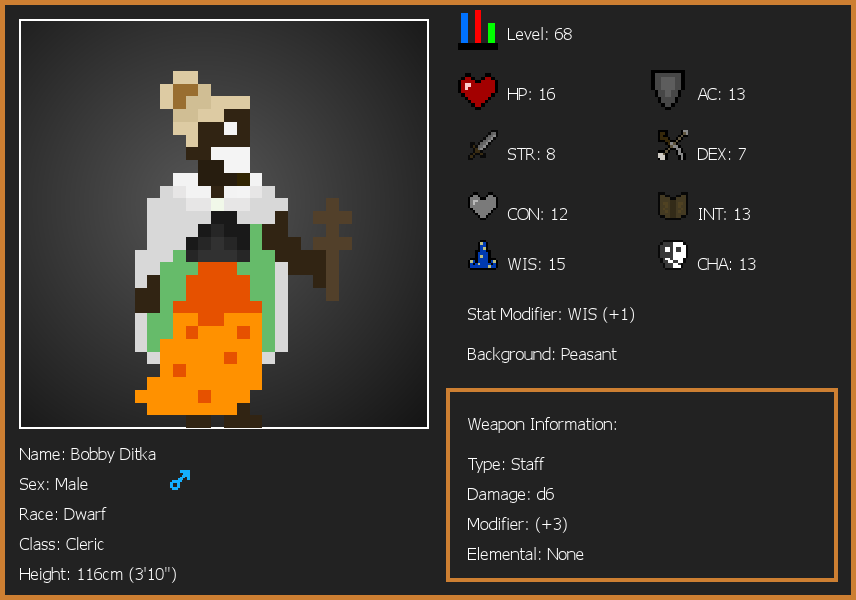 Level: 68
HP: 16
AC: 13
STR: 8
DEX: 7
CON: 12
INT: 13
WIS: 15
CHA: 13
Stat Modifier: WIS (+1)
Background: Peasant
Weapon Information:
Type: Staff
Damage: d6
Modifier: (+3)
Elemental: None
Name: Bobby Ditka
Sex: Male
Race: Dwarf
Class: Cleric
Height: 116cm (3'10")